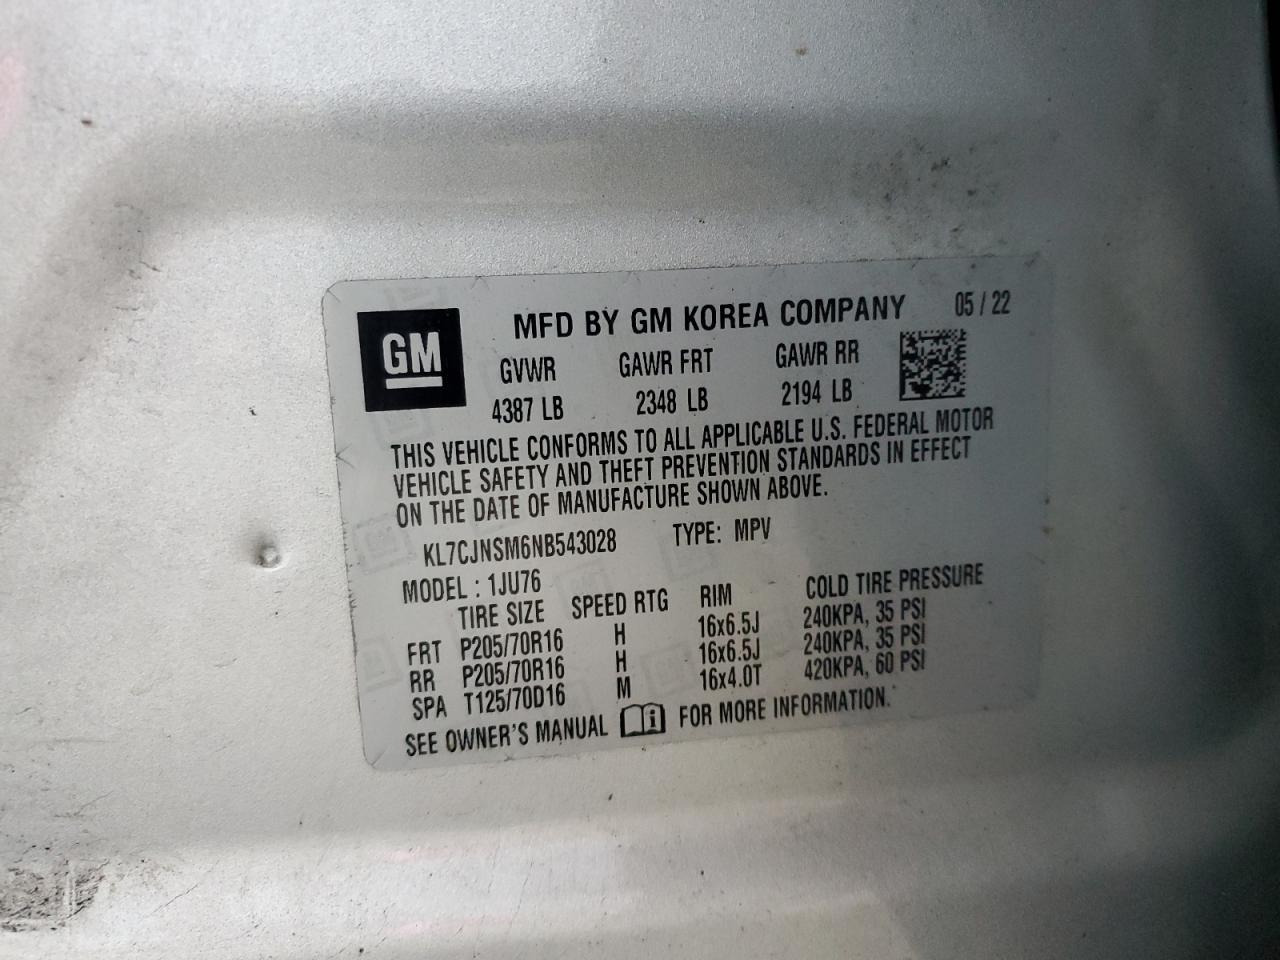 GM
MFD BY GM KOREA COMPANY 05 / 22
GVWR GAWR FRT GAWR RR
4387 LB 2348 LB 2194 LB
THIS VEHICLE CONFORMS TO ALL APPLICABLE U.S. FEDERAL MOTOR
VEHICLE SAFETY AND THEFT PREVENTION STANDARDS IN EFFECT
ON THE DATE OF MANUFACTURE SHOWN ABOVE.
KL7CJNSM6NB543028 TYPE: MPV
MODEL : 1JU76
TIRE SIZE SPEED RTG RIM COLD TIRE PRESSURE
FRT P205/70R16 H 16x6.5J 240KPA, 35 PSI
RR P205/70R16 H 16x6.5J 240KPA, 35 PSI
SPA T125/70D16 M 16x4.0T 420KPA, 60 PSI
SEE OWNER'S MANUAL i FOR MORE INFORMATION.